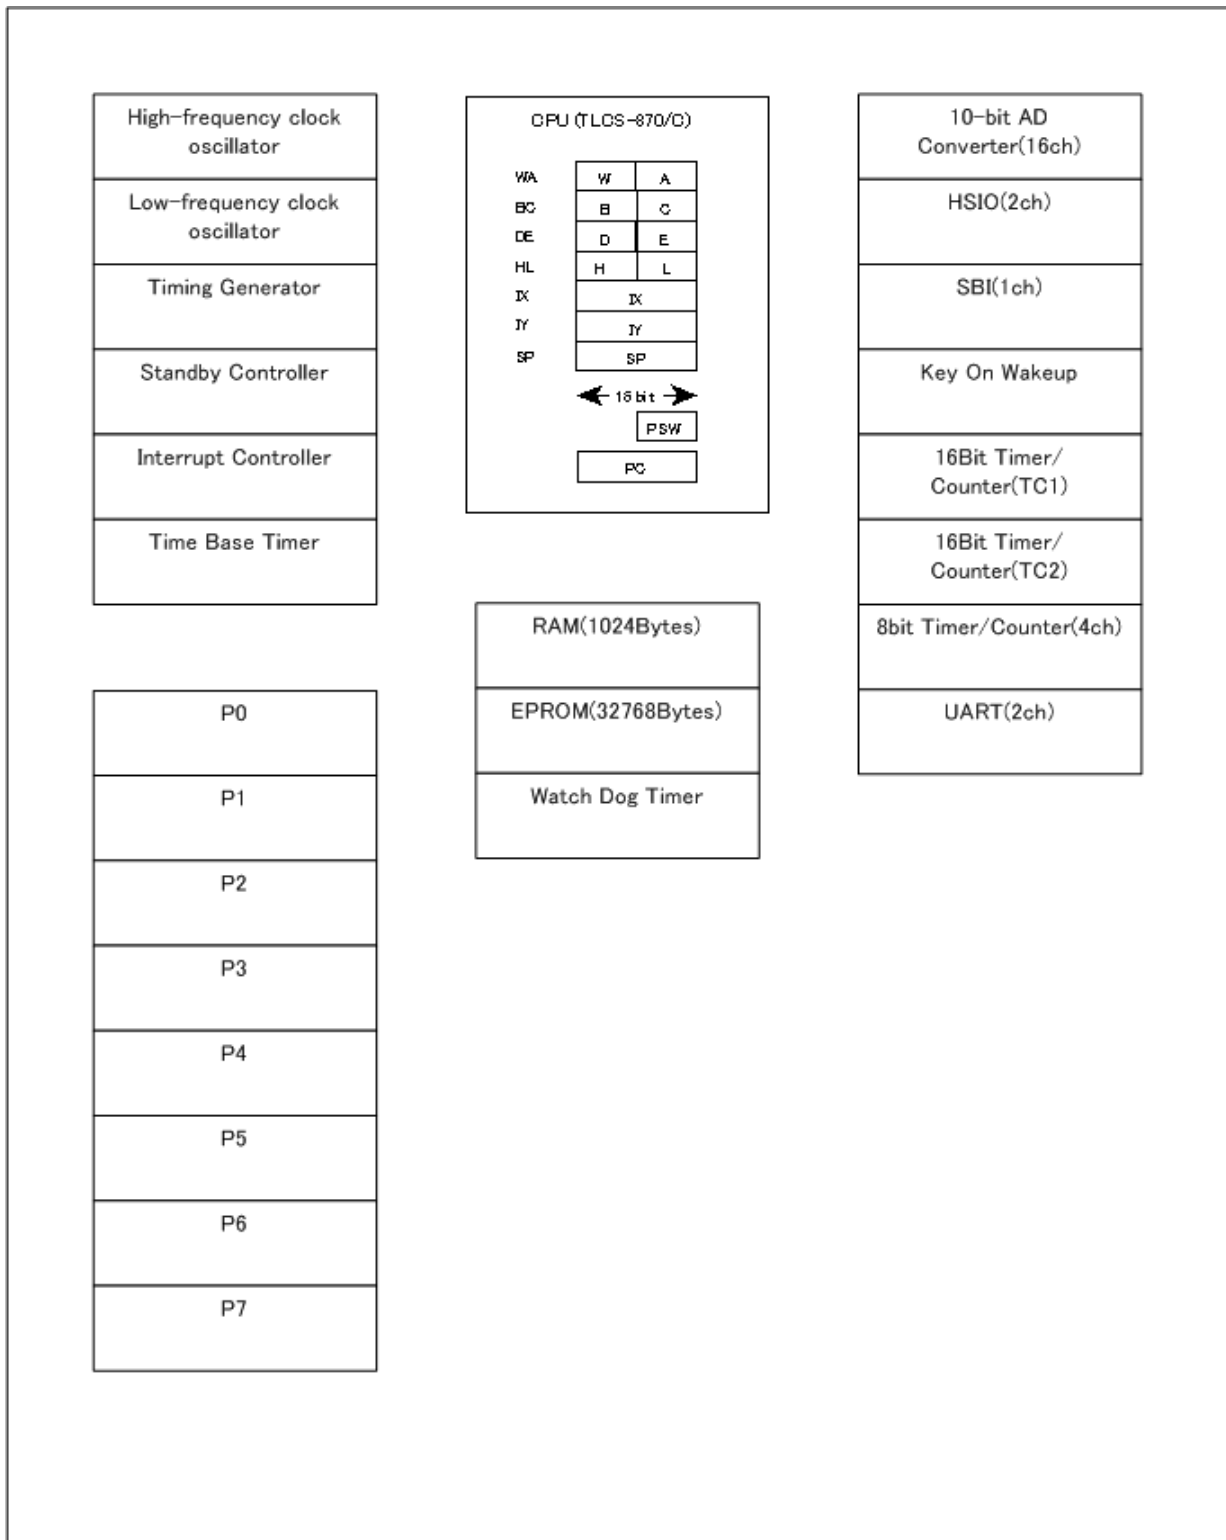 High-frequency clock
oscillator
Low-frequency clock
oscillator
Timing Generator
Standby Controller
Interrupt Controller
Time Base Timer
P0
P1
P2
P3
P4
P5
P6
P7
CPU (TLCS-870/C)
WA W A
BC B C
DE D E
HL H L
IX IX
IY IY
SP SP
16 bit
PSW
PC
RAM(1024Bytes)
EPROM(32768Bytes)
Watch Dog Timer
10-bit AD
Converter(16ch)
HSIO(2ch)
SBI(1ch)
Key On Wakeup
16Bit Timer/
Counter(TC1)
16Bit Timer/
Counter(TC2)
8bit Timer/Counter(4ch)
UART(2ch)